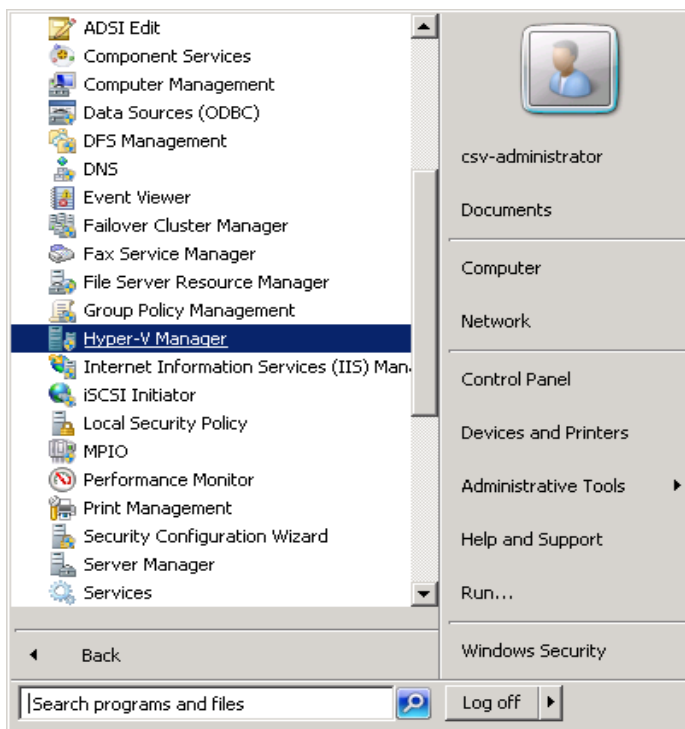 ADSI Edit
Component Services
Computer Management
Data Sources (ODBC)
DFS Management
DNS
Event Viewer
Failover Cluster Manager
Fax Service Manager
File Server Resource Manager
Group Policy Management
Hyper-V Manager
Internet Information Services (IIS) Man
iSCSI Initiator
Local Security Policy
MPIO
Performance Monitor
Print Management
Security Configuration Wizard
Server Manager
Services
Back
Search programs and files
csv-administrator
Documents
Computer
Network
Control Panel
Devices and Printers
Administrative Tools
Help and Support
Run...
Windows Security
Log off